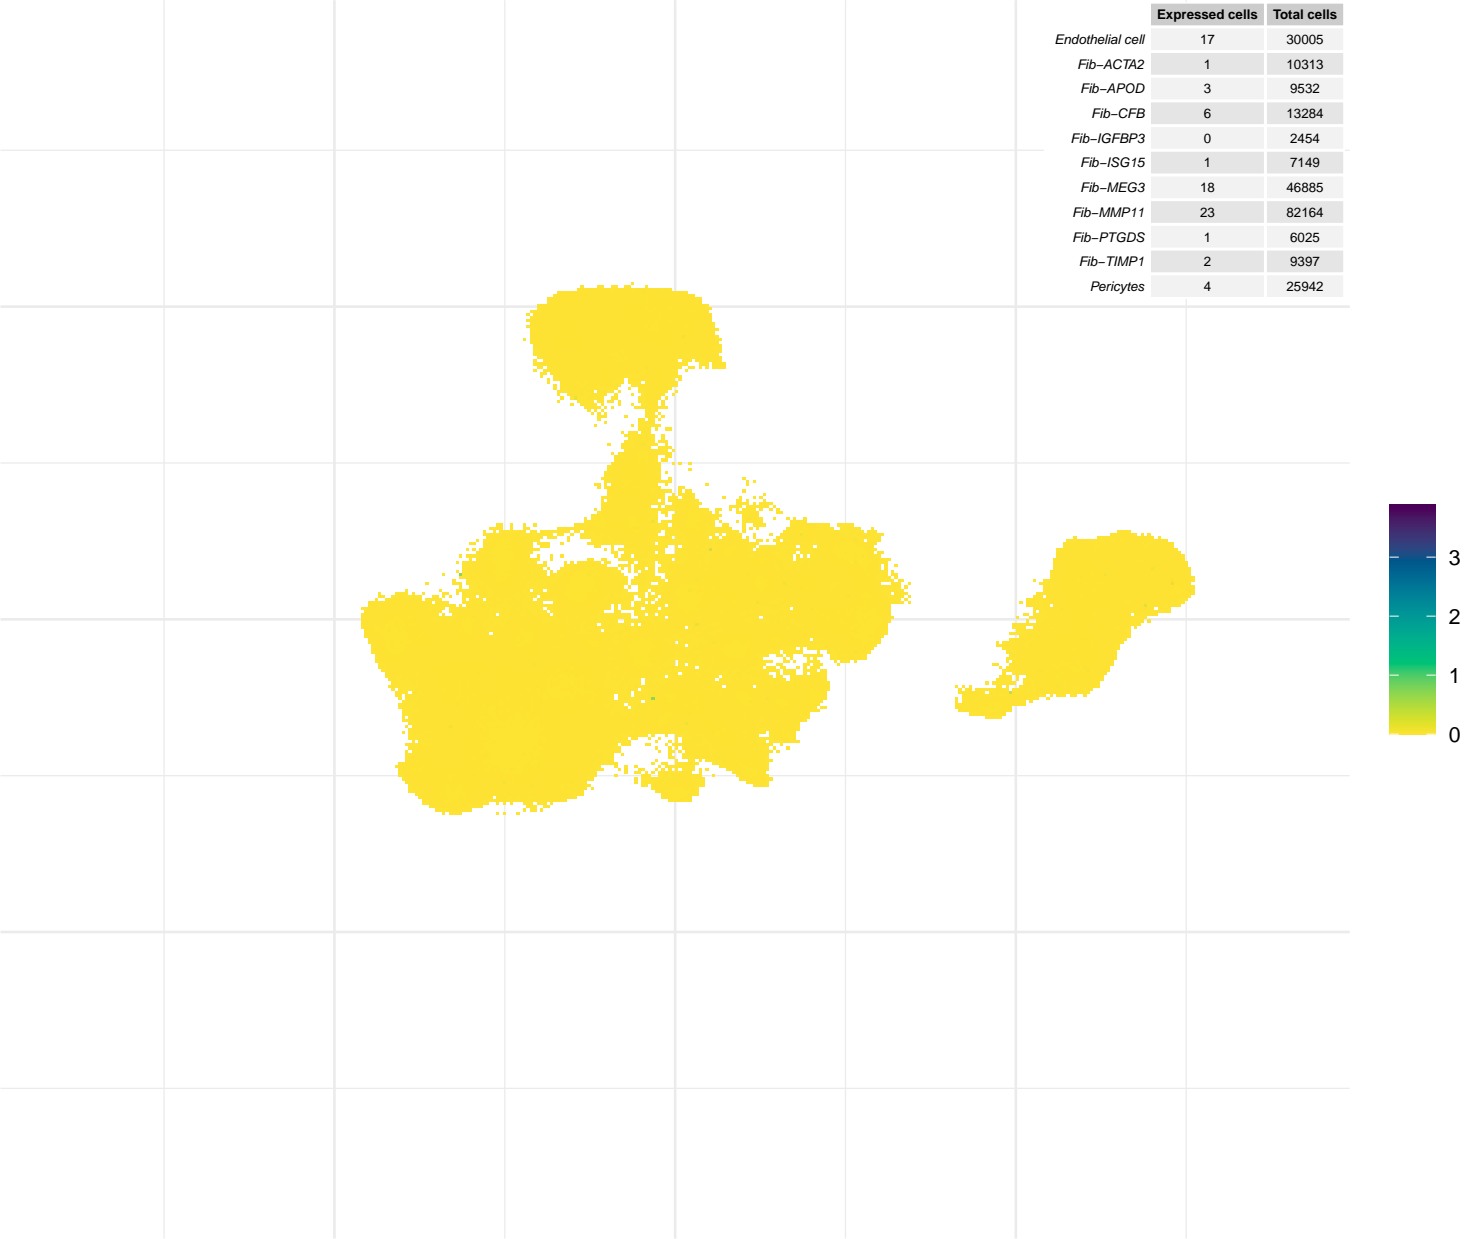 Expressed cells Total cells
Endothelial cell 17 30005
Fib−ACTA2 1 10313
Fib−APOD 3 9532
Fib−CFB 6 13284
Fib−IGFBP3 0 2454
Fib−ISG15 1 7149
Fib−MEG3 18 46885
Fib−MMP11 23 82164
Fib−PTGDS 1 6025
Fib−TIMP1 2 9397
Pericytes 4 25942
3
2
1
0